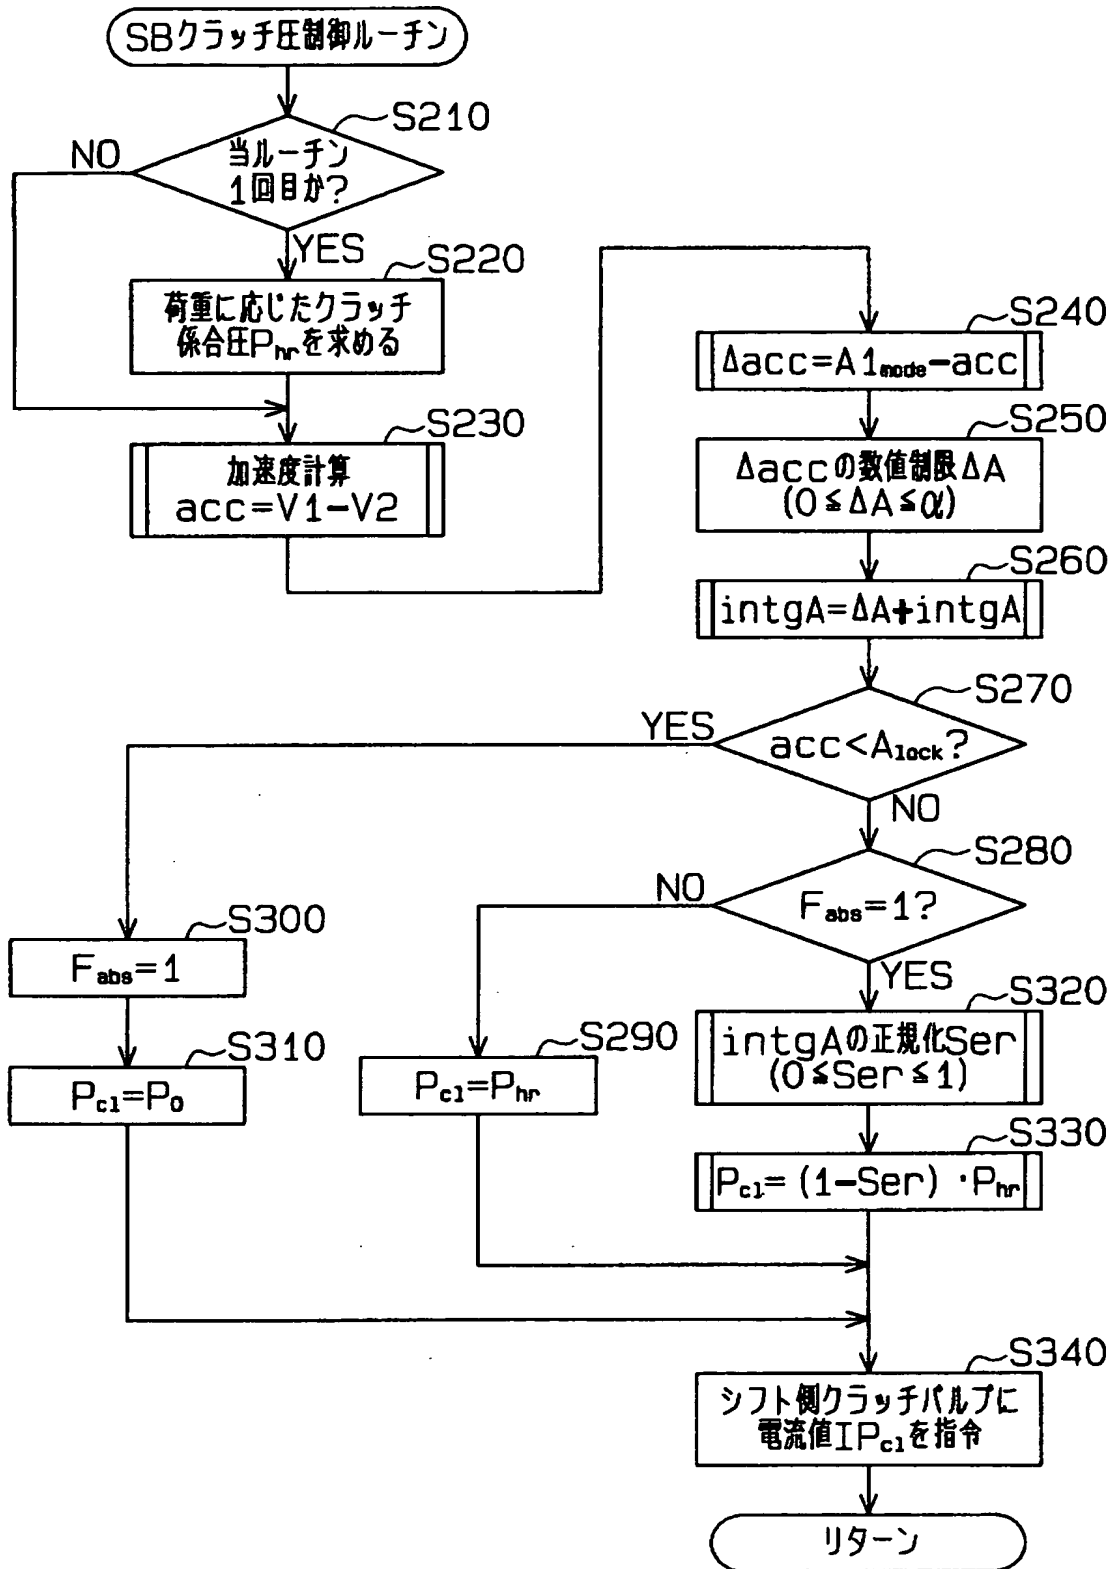 SBクラッチ圧制御ルーチン
S210
当ルーチン
1回目か?
NO
YES
S220
荷重に応じたクラッチ
係合圧Phrを求める
S230
加速度計算
acc=V1-V2
S240
Δacc=A1mode-acc
S250
Δaccの数値制限ΔA
(0≦ΔA≦α)
S260
intgA=ΔA+intgA
S270
acc<Alock?
YES
NO
S280
Fabs=1?
NO
YES
S300
Fabs=1
S310
Pcl=P0
S290
Pcl=Phr
S320
intgAの正規化Ser
(0≦Ser≦1)
S330
Pcl=(1-Ser)・Phr
S340
シフト側クラッチバルブに
電流値IPclを指令
リターン